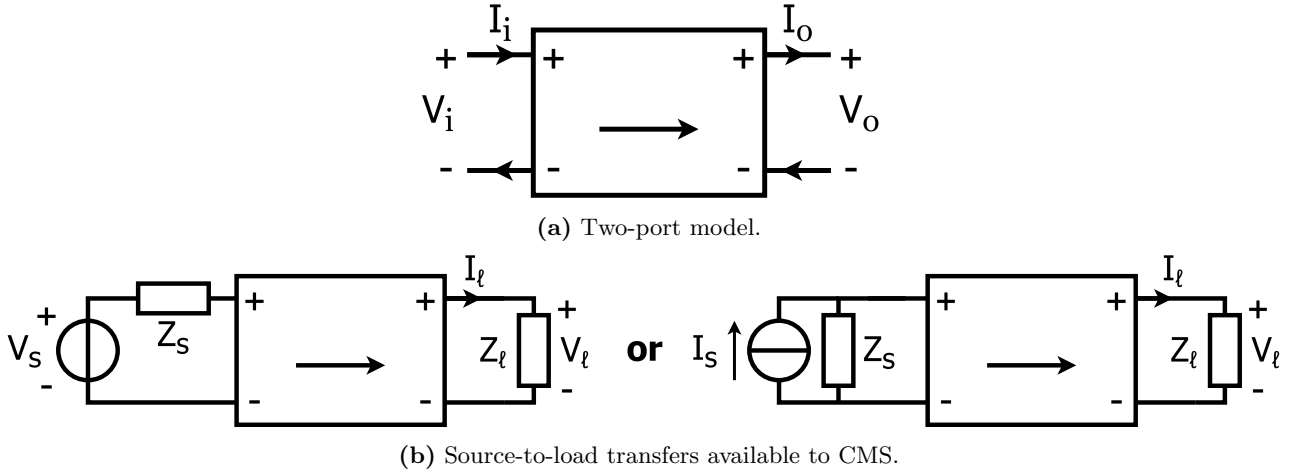 I_i I_o
+ + + +
V_i V_o
- - - -
(a) Two-port model.
I_ℓ I_ℓ
+ Z_s + + + + + +
V_s Z_ℓ V_ℓ or I_s Z_s Z_ℓ V_ℓ
- - - - - - -
(b) Source-to-load transfers available to CMS.